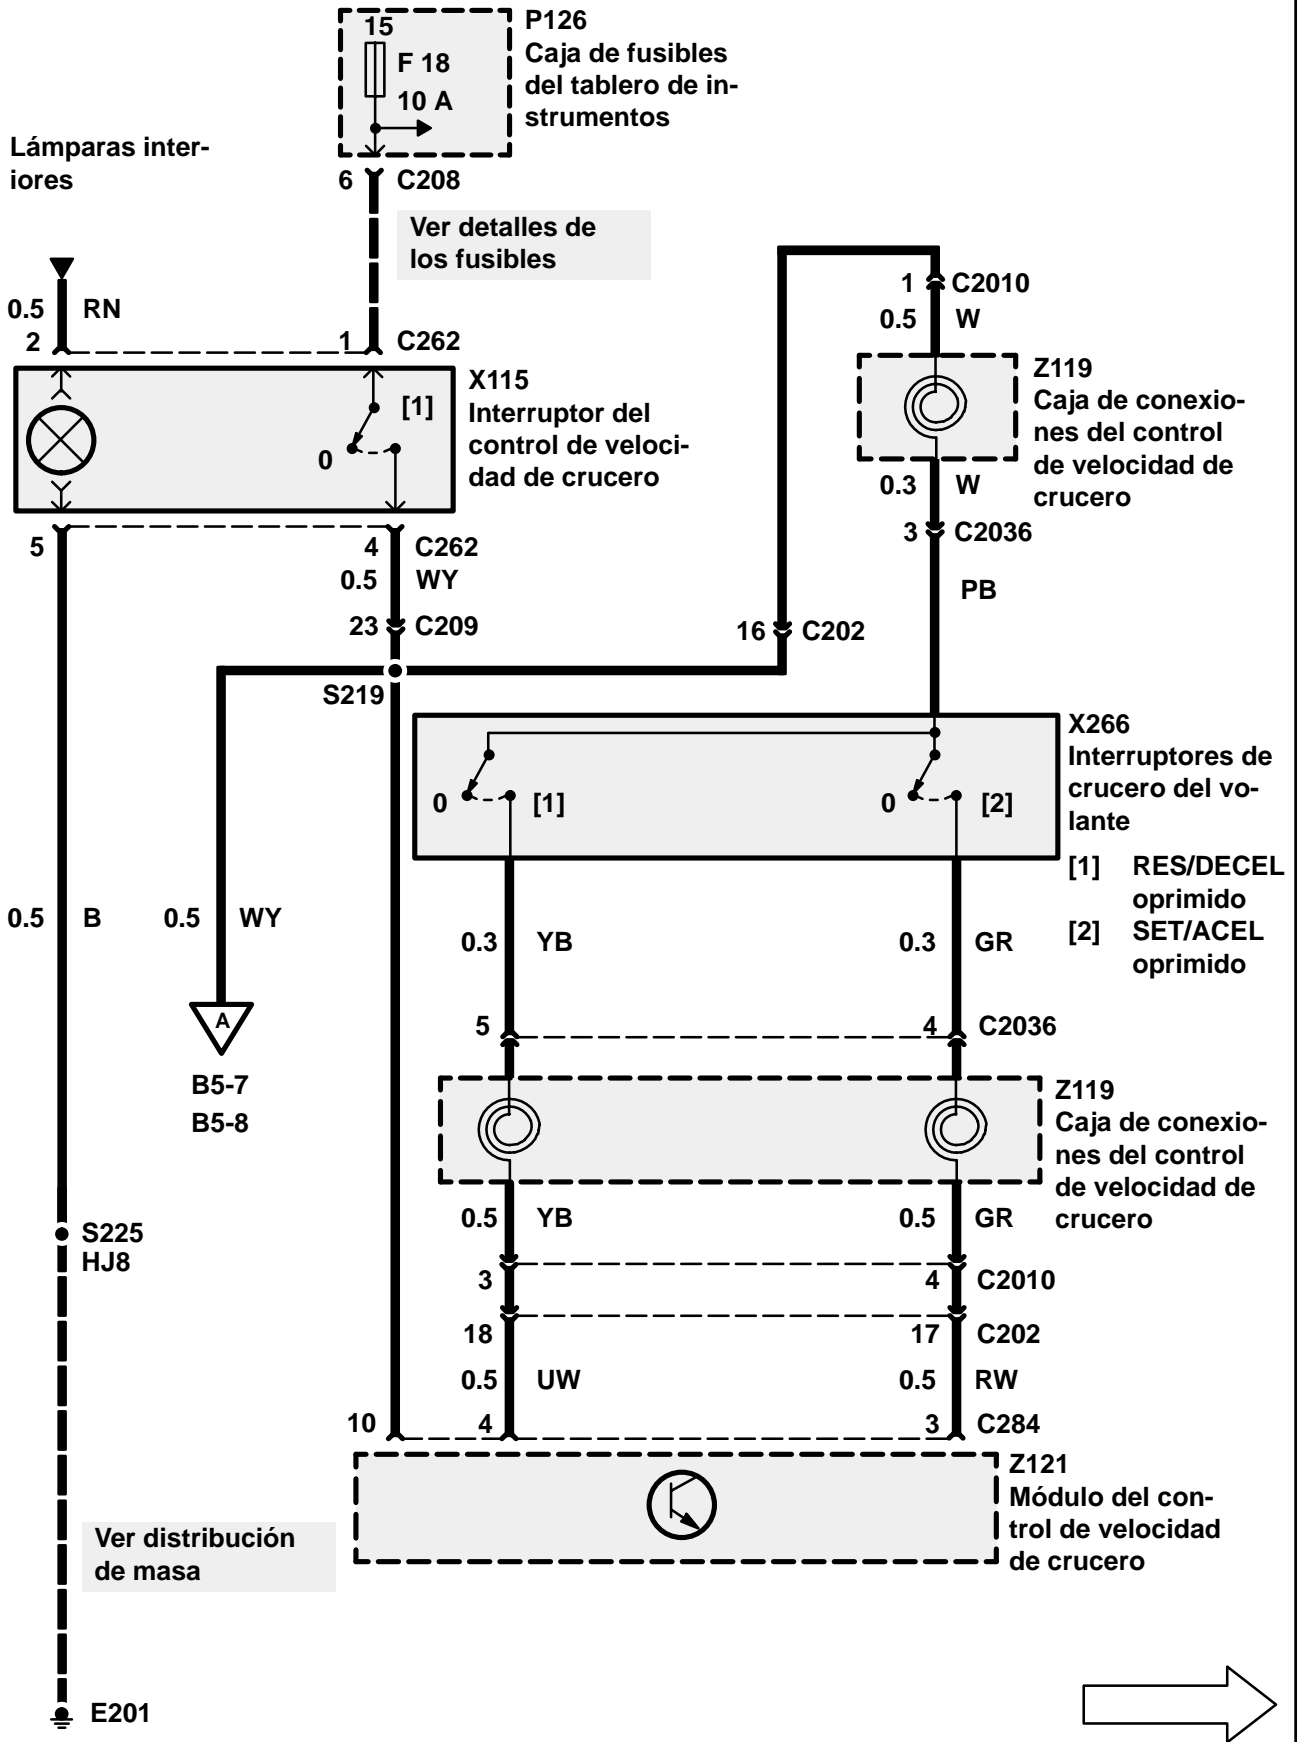 15
F 18
10 A
P126
Caja de fusibles
del tablero de in-
strumentos
Lámparas inter-
iores
6 C208
Ver detalles de
los fusibles
1 C2010
0.5 RN
0.5 W
2 1 C262
Z119
Caja de conexio-
nes del control
de velocidad de
crucero
X115
Interruptor del
control de veloci-
dad de crucero
[1]
0
0.3 W
3 C2036
5 4 C262
0.5 WY
PB
23 C209
16 C202
S219
X266
Interruptores de
crucero del vo-
lante
0 [1] 0 [2]
[1] RES/DECEL
oprimido
[2] SET/ACEL
oprimido
0.5 B 0.5 WY
0.3 YB 0.3 GR
A
5 4 C2036
B5-7
B5-8
Z119
Caja de conexio-
nes del control
de velocidad de
crucero
0.5 YB 0.5 GR
S225
HJ8
3 4 C2010
18 17 C202
0.5 UW 0.5 RW
10 4 3 C284
Z121
Módulo del con-
trol de velocidad
de crucero
Ver distribución
de masa
E201